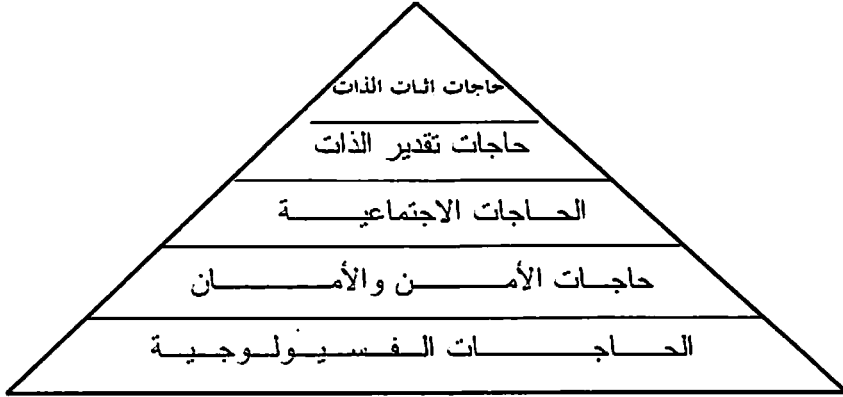 حاجات اثبات الذات
حاجات تقدير الذات
الحاجات الاجتماعية
حاجات الأمن والأمان
الحاجات الفسيولوجية